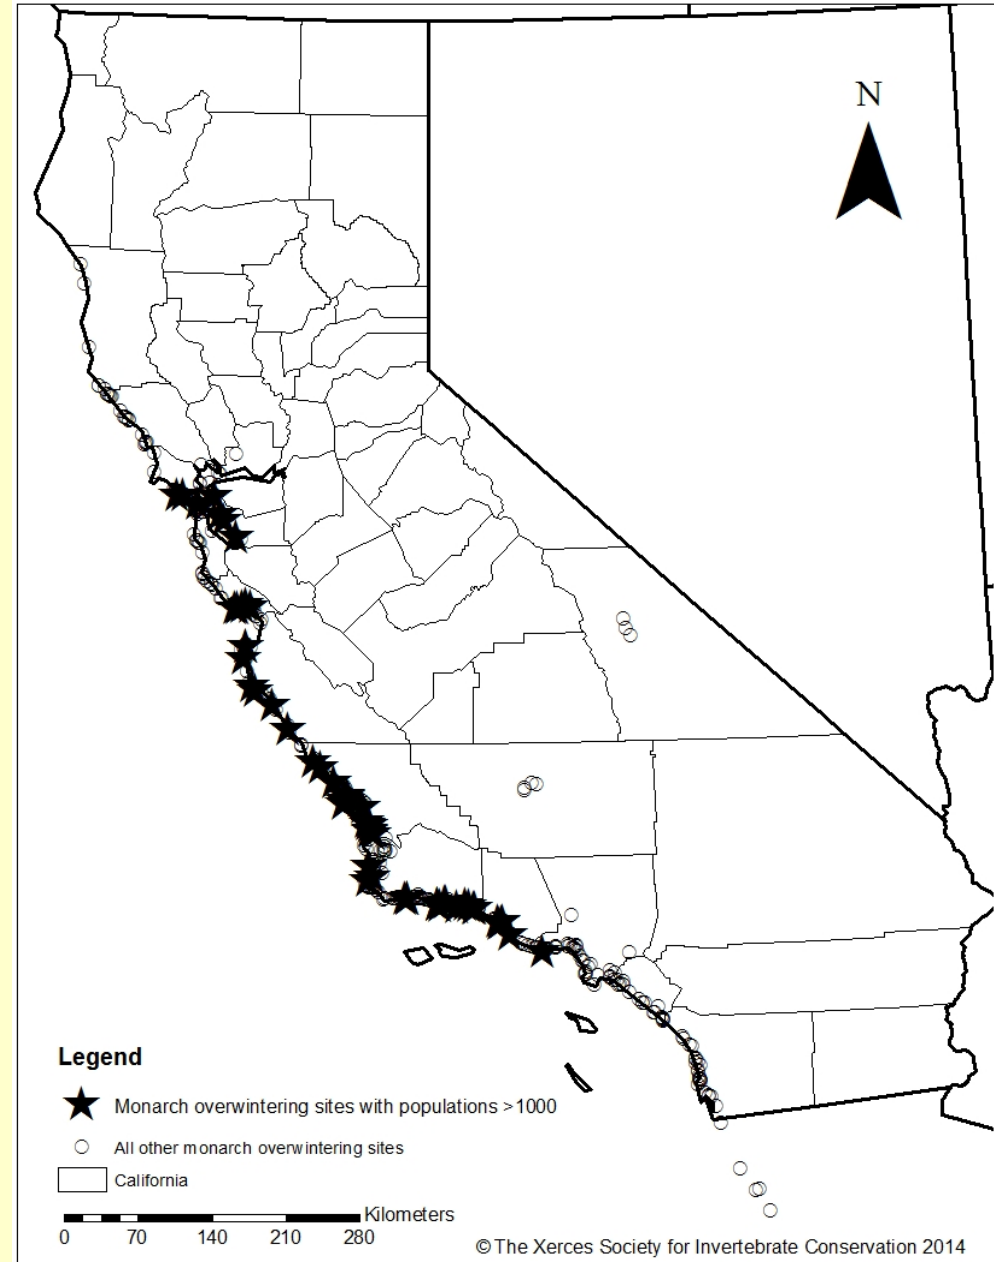 N
Legend
Monarch overwintering sites with populations >1000
All other monarch overwintering sites
California
Kilometers
0 70 140 210 280
© The Xerces Society for Invertebrate Conservation 2014